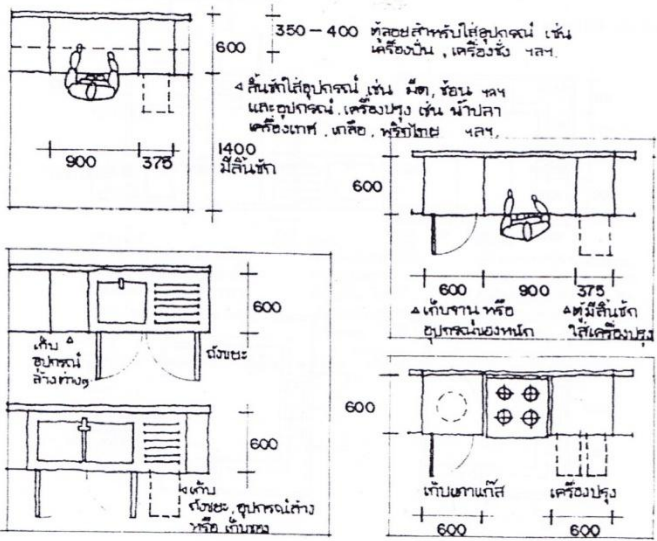 350-400 ตู้ลอยสำหรับใส่อุปกรณ์ เช่น
เครื่องปั่น, เครื่องชั่ง ฯลฯ.
600
ลิ้นชักใส่อุปกรณ์ เช่น มีด, ช้อน ฯลฯ
และอุปกรณ์.เครื่องปรุง เช่น น้ำปลา
เครื่องเทศ, เกลือ, พริกไทย ฯลฯ.
900
375
1400
มีลิ้นชัก
600
600
900
375
เก็บจาน หรือ
อุปกรณ์ของหนัก
ตู้มีลิ้นชัก
ใส่เครื่องปรุง
600
เก็บ
อุปกรณ์
ล้างต่างๆ
ถังขยะ
600
เก็บ
ถังขยะ, อุปกรณ์ล้าง
หรือ เก็บของ
600
เก็บเตาแก๊ส
เครื่องปรุง
600
600